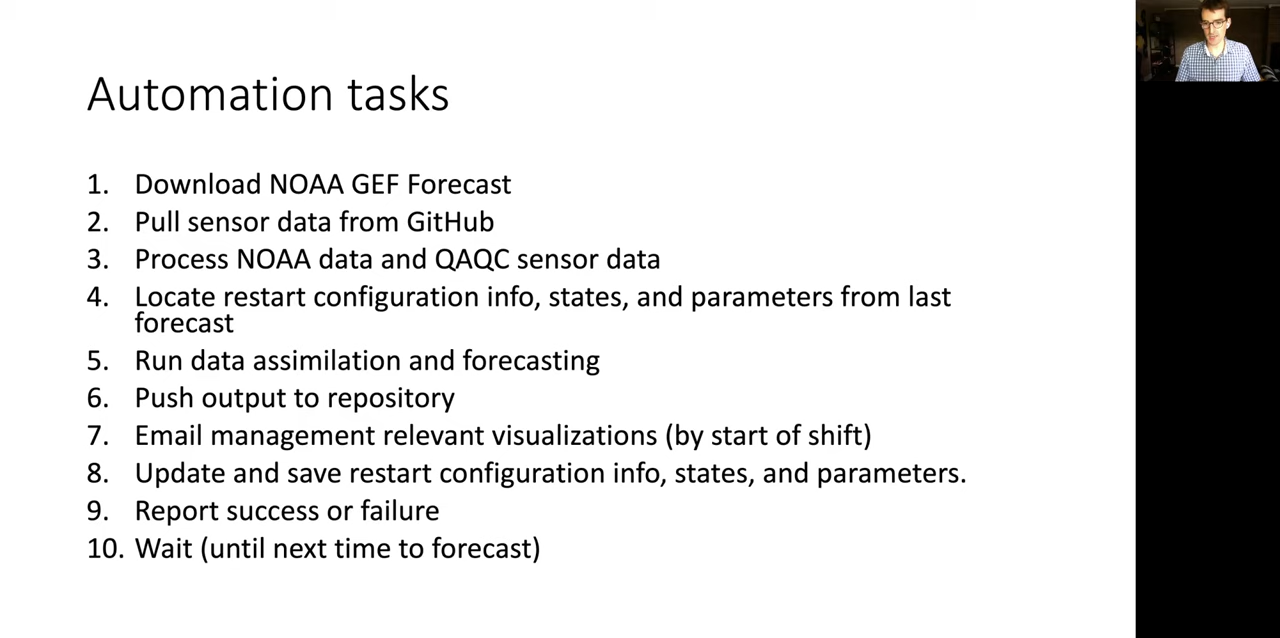 Automation tasks
1. Download NOAA GEF Forecast
2. Pull sensor data from GitHub
3. Process NOAA data and QAQC sensor data
4. Locate restart configuration info, states, and parameters from last
forecast
5. Run data assimilation and forecasting
6. Push output to repository
7. Email management relevant visualizations (by start of shift)
8. Update and save restart configuration info, states, and parameters.
9. Report success or failure
10. Wait (until next time to forecast)